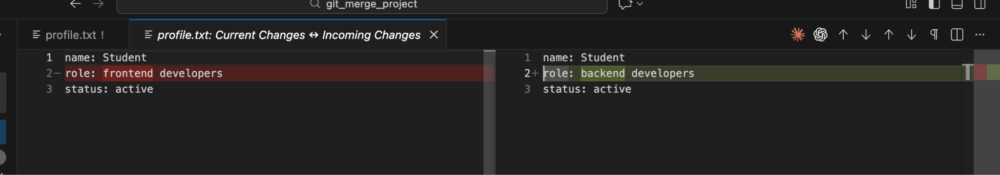 git_merge_project
profile.txt !
profile.txt: Current Changes ↔ Incoming Changes
1 name: Student
2− role: frontend developers
3 status: active
1 name: Student
2+ role: backend developers
3 status: active